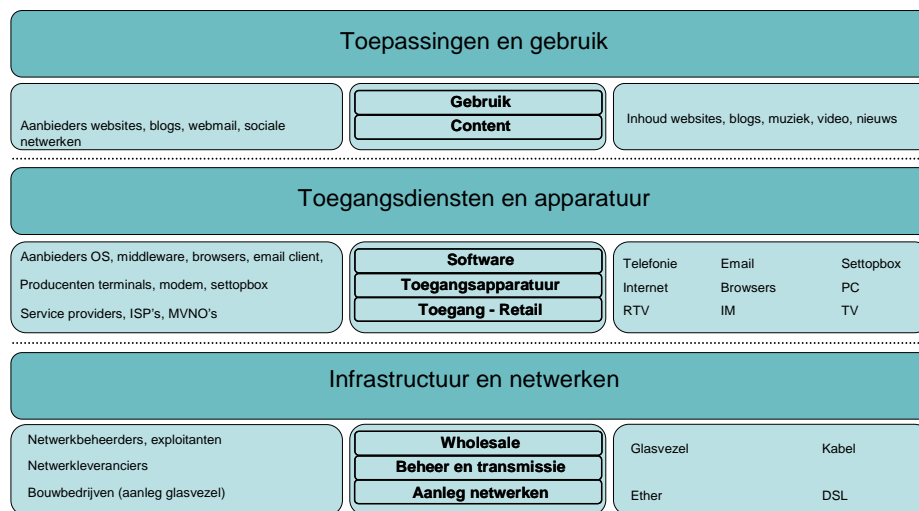 Toepassingen en gebruik
Aanbieders websites, blogs, webmail, sociale
netwerken
Gebruik
Content
Inhoud websites, blogs, muziek, video, nieuws
Toegangsdiensten en apparatuur
Aanbieders OS, middleware, browsers, email client,
Producenten terminals, modem, settopbox
Service providers, ISP's, MVNO's
Software
Toegangsapparatuur
Toegang - Retail
Telefonie Email Settopbox
Internet Browsers PC
RTV IM TV
Infrastructuur en netwerken
Netwerkbeheerders, exploitanten
Netwerkleveranciers
Bouwbedrijven (aanleg glasvezel)
Wholesale
Beheer en transmissie
Aanleg netwerken
Glasvezel Kabel
Ether DSL